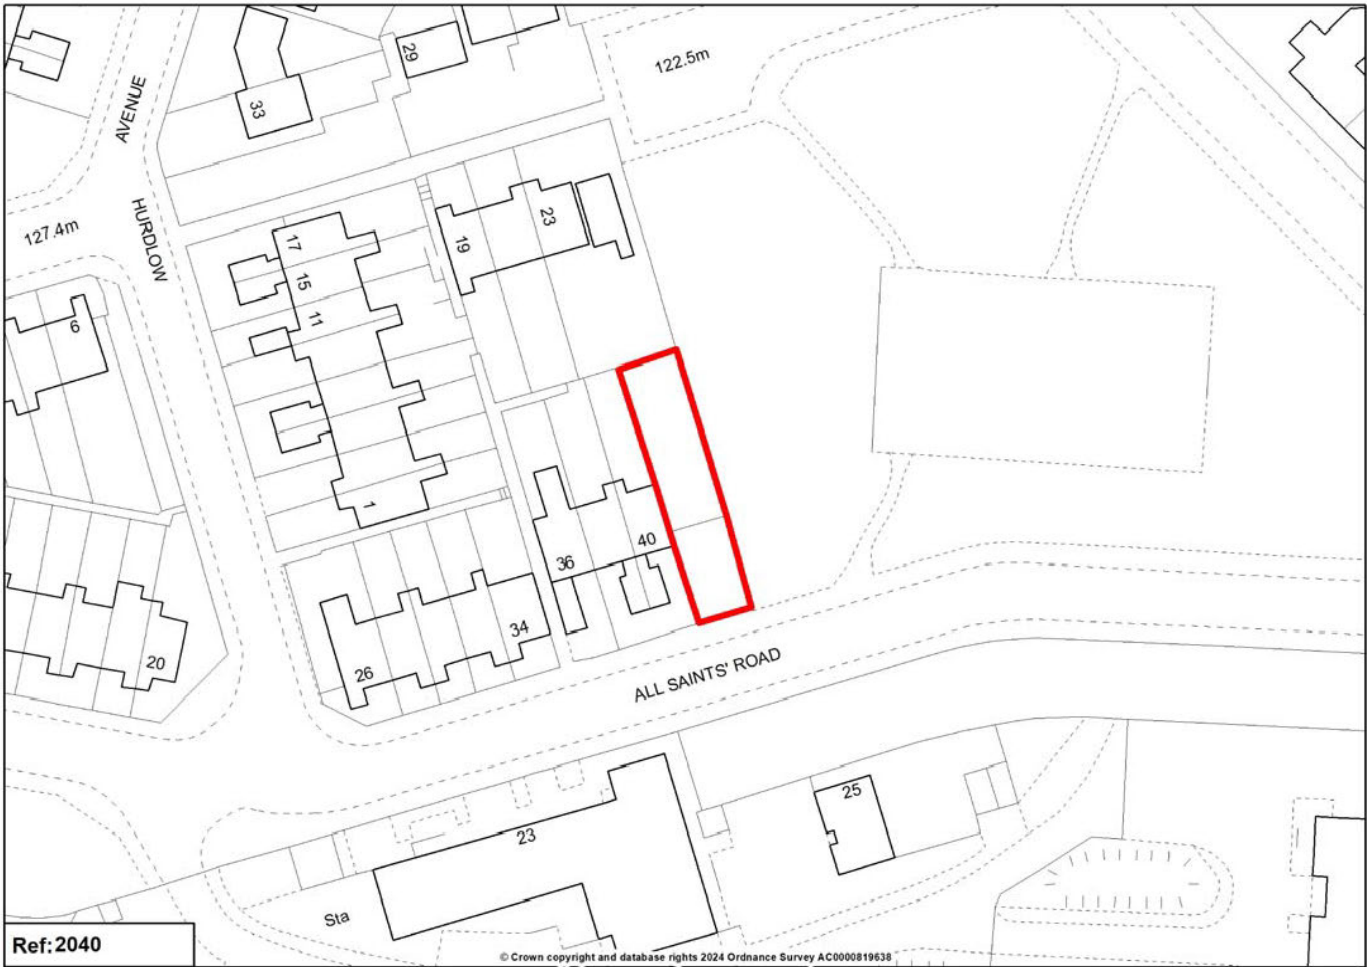 29
122.5m
33
AVENUE
HURDLOW
127.4m
17
15
11
19
23
6
1
40
36
34
26
20
ALL SAINTS' ROAD
23
25
Sta
Ref:2040
© Crown copyright and database rights 2024 Ordnance Survey AC0000819638